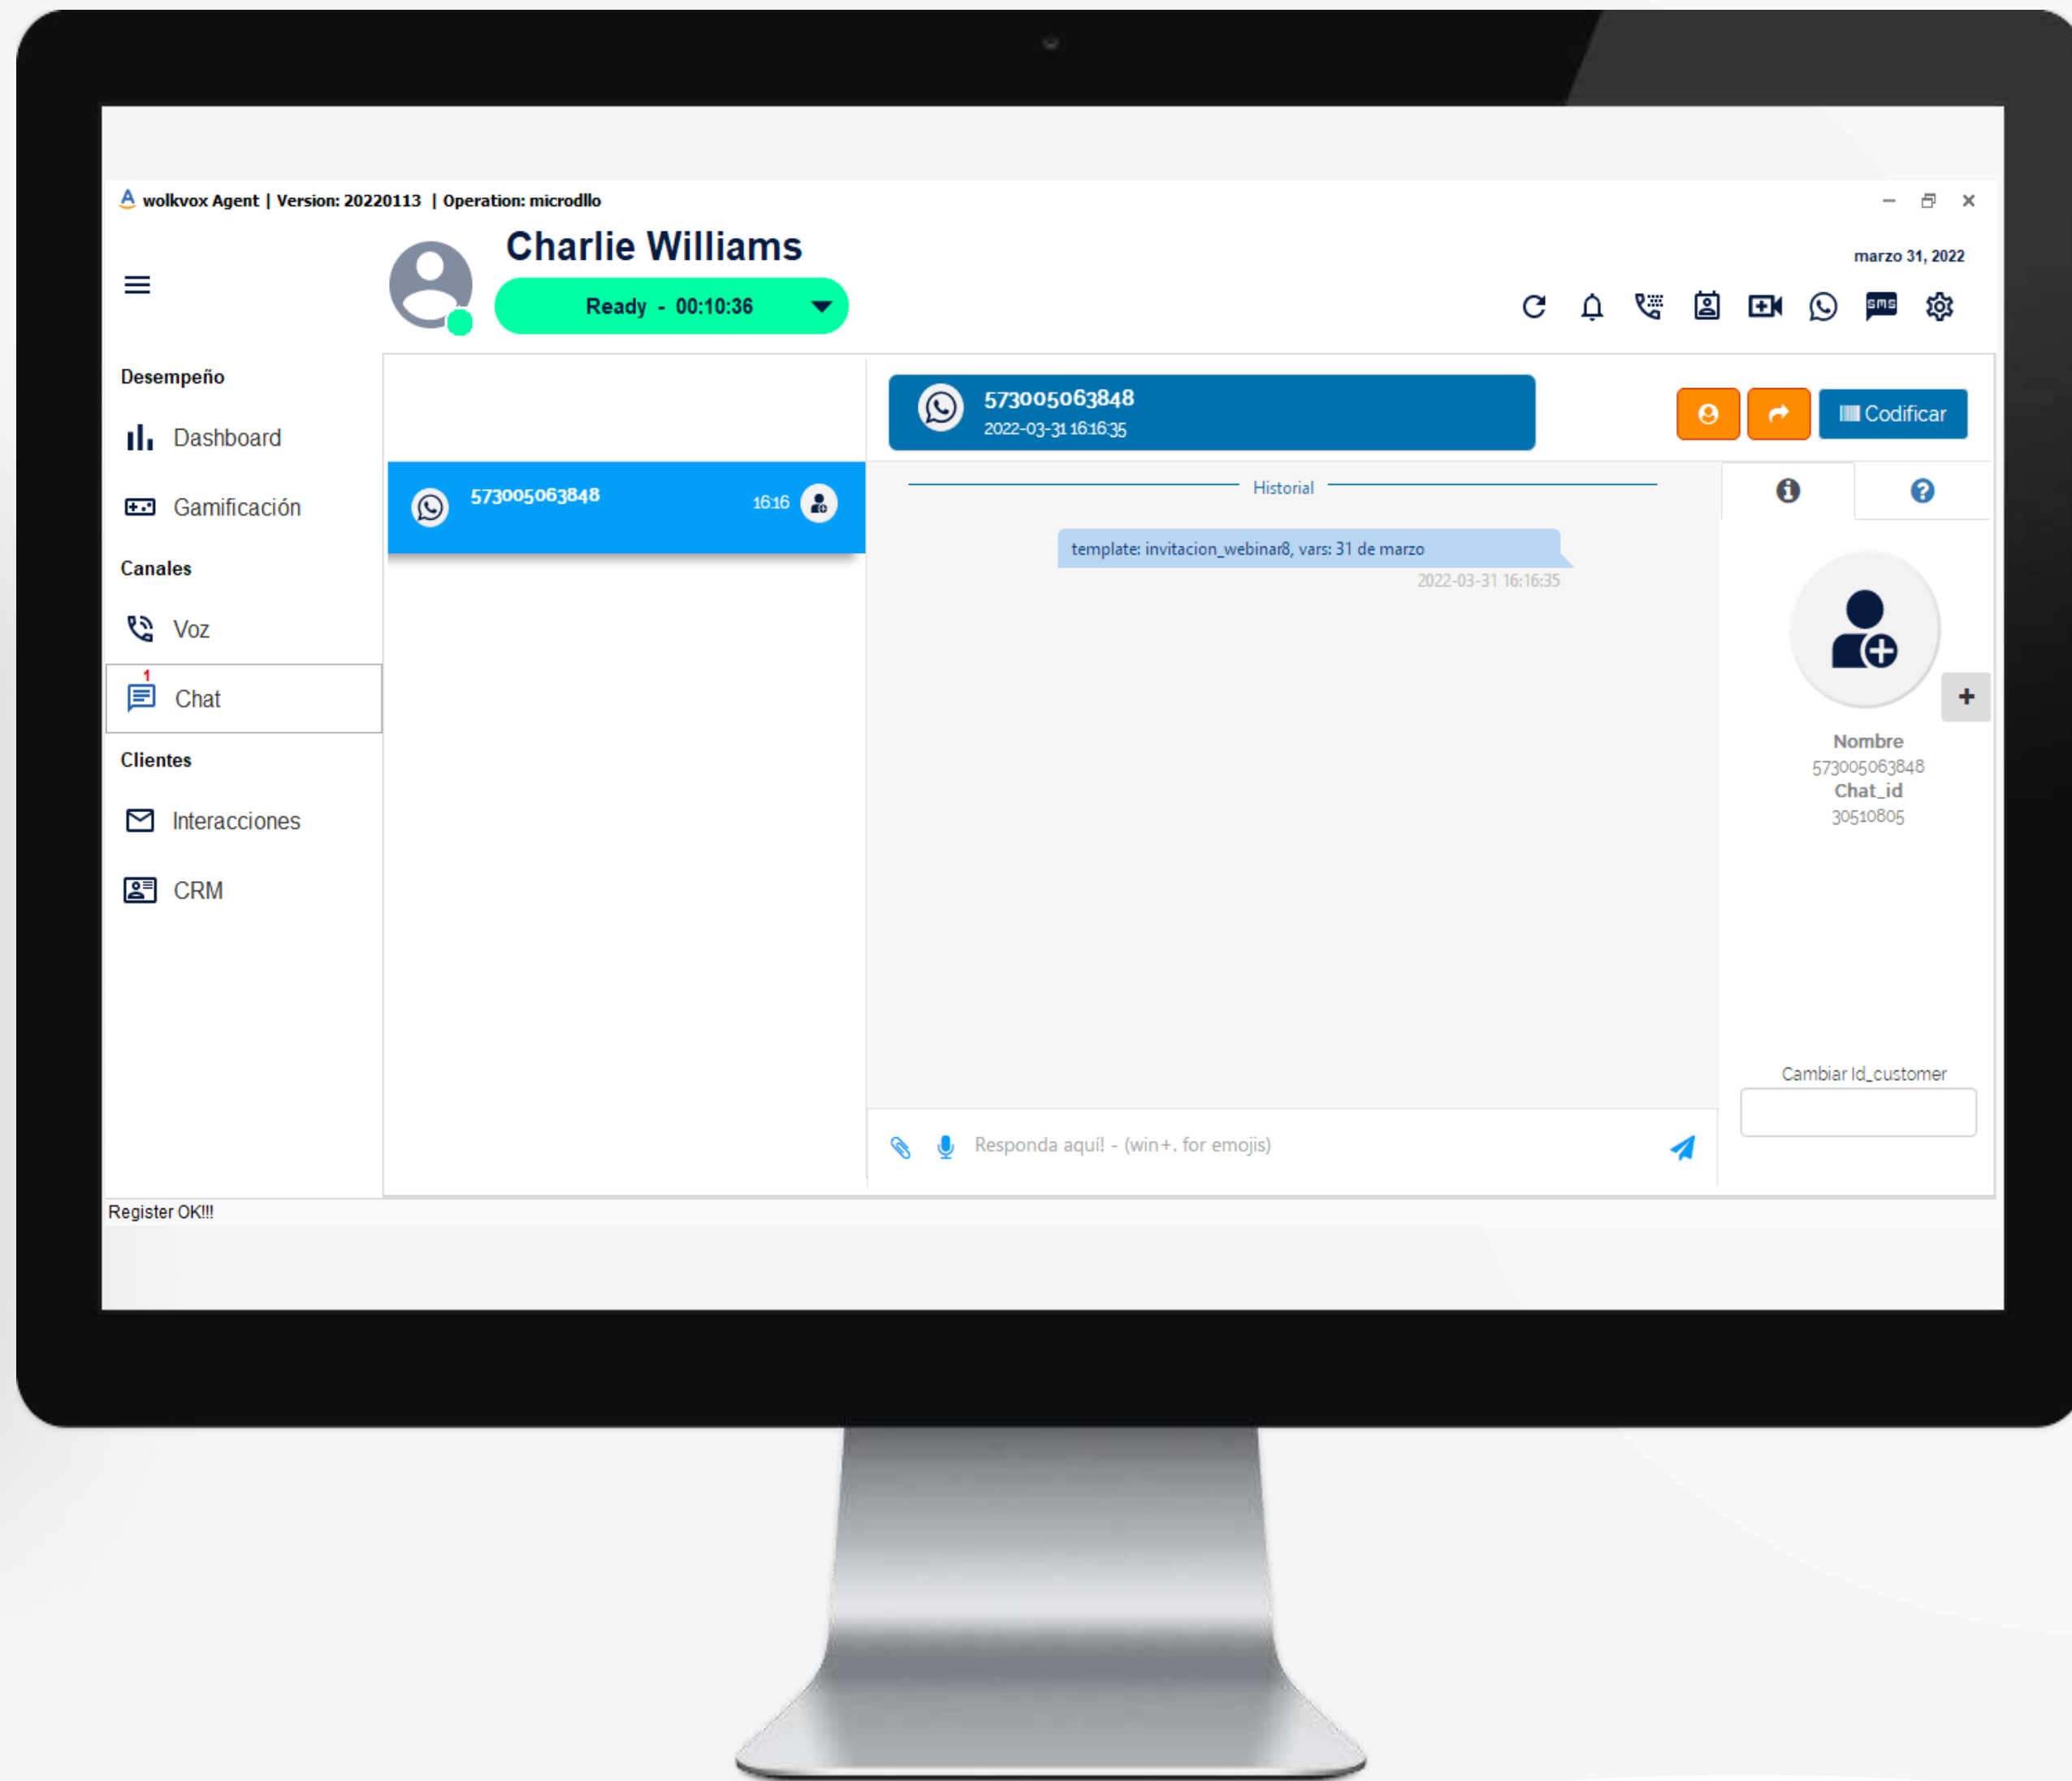 wolkvox Agent | Version: 20220113 | Operation: microdllo
Charlie Williams
Ready - 00:10:36
marzo 31, 2022
sms
Desempeño
Dashboard
Gamificación
Canales
Voz
1
Chat
Clientes
Interacciones
CRM
573005063848
16:16
573005063848
2022-03-31 16:16:35
Codificar
Historial
template: invitacion_webinar8, vars: 31 de marzo
2022-03-31 16:16:35
Nombre
573005063848
Chat_id
30510805
Cambiar Id_customer
Responda aquí! - (win+. for emojis)
Register OK!!!